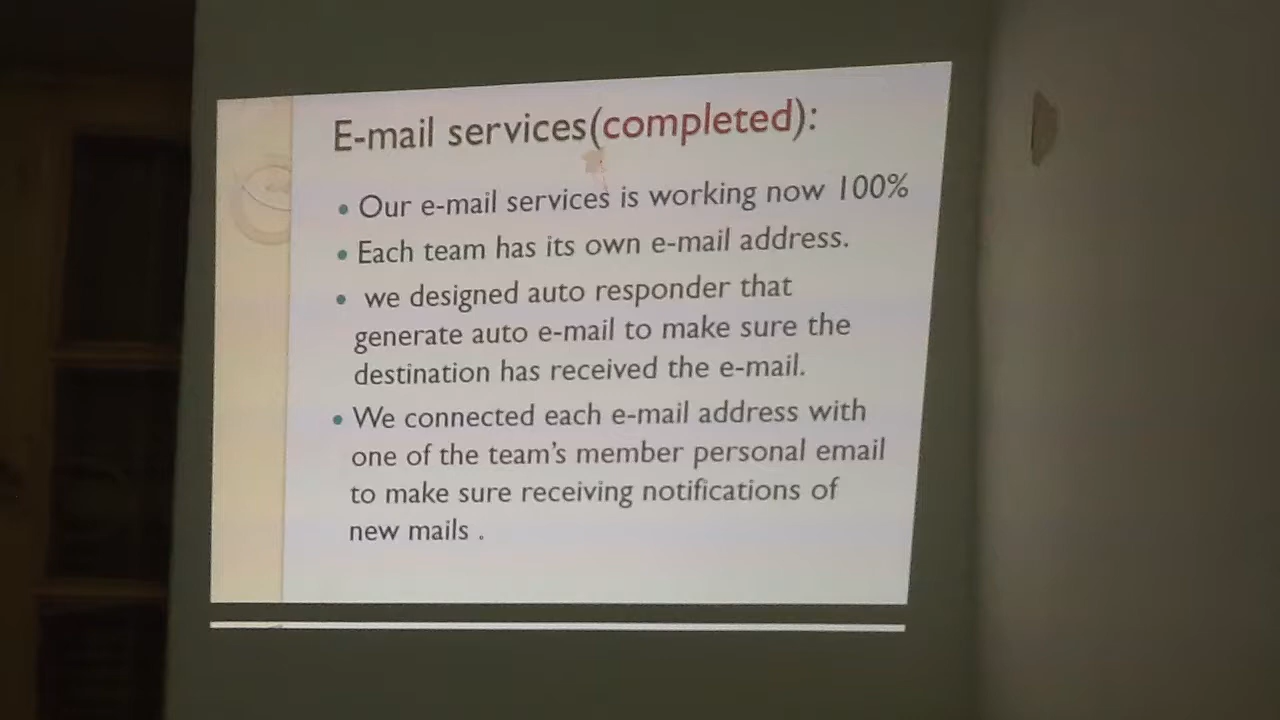 E-mail services(completed):
• Our e-mail services is working now 100%
• Each team has its own e-mail address.
• we designed auto responder that
generate auto e-mail to make sure the
destination has received the e-mail.
• We connected each e-mail address with
one of the team's member personal email
to make sure receiving notifications of
new mails .